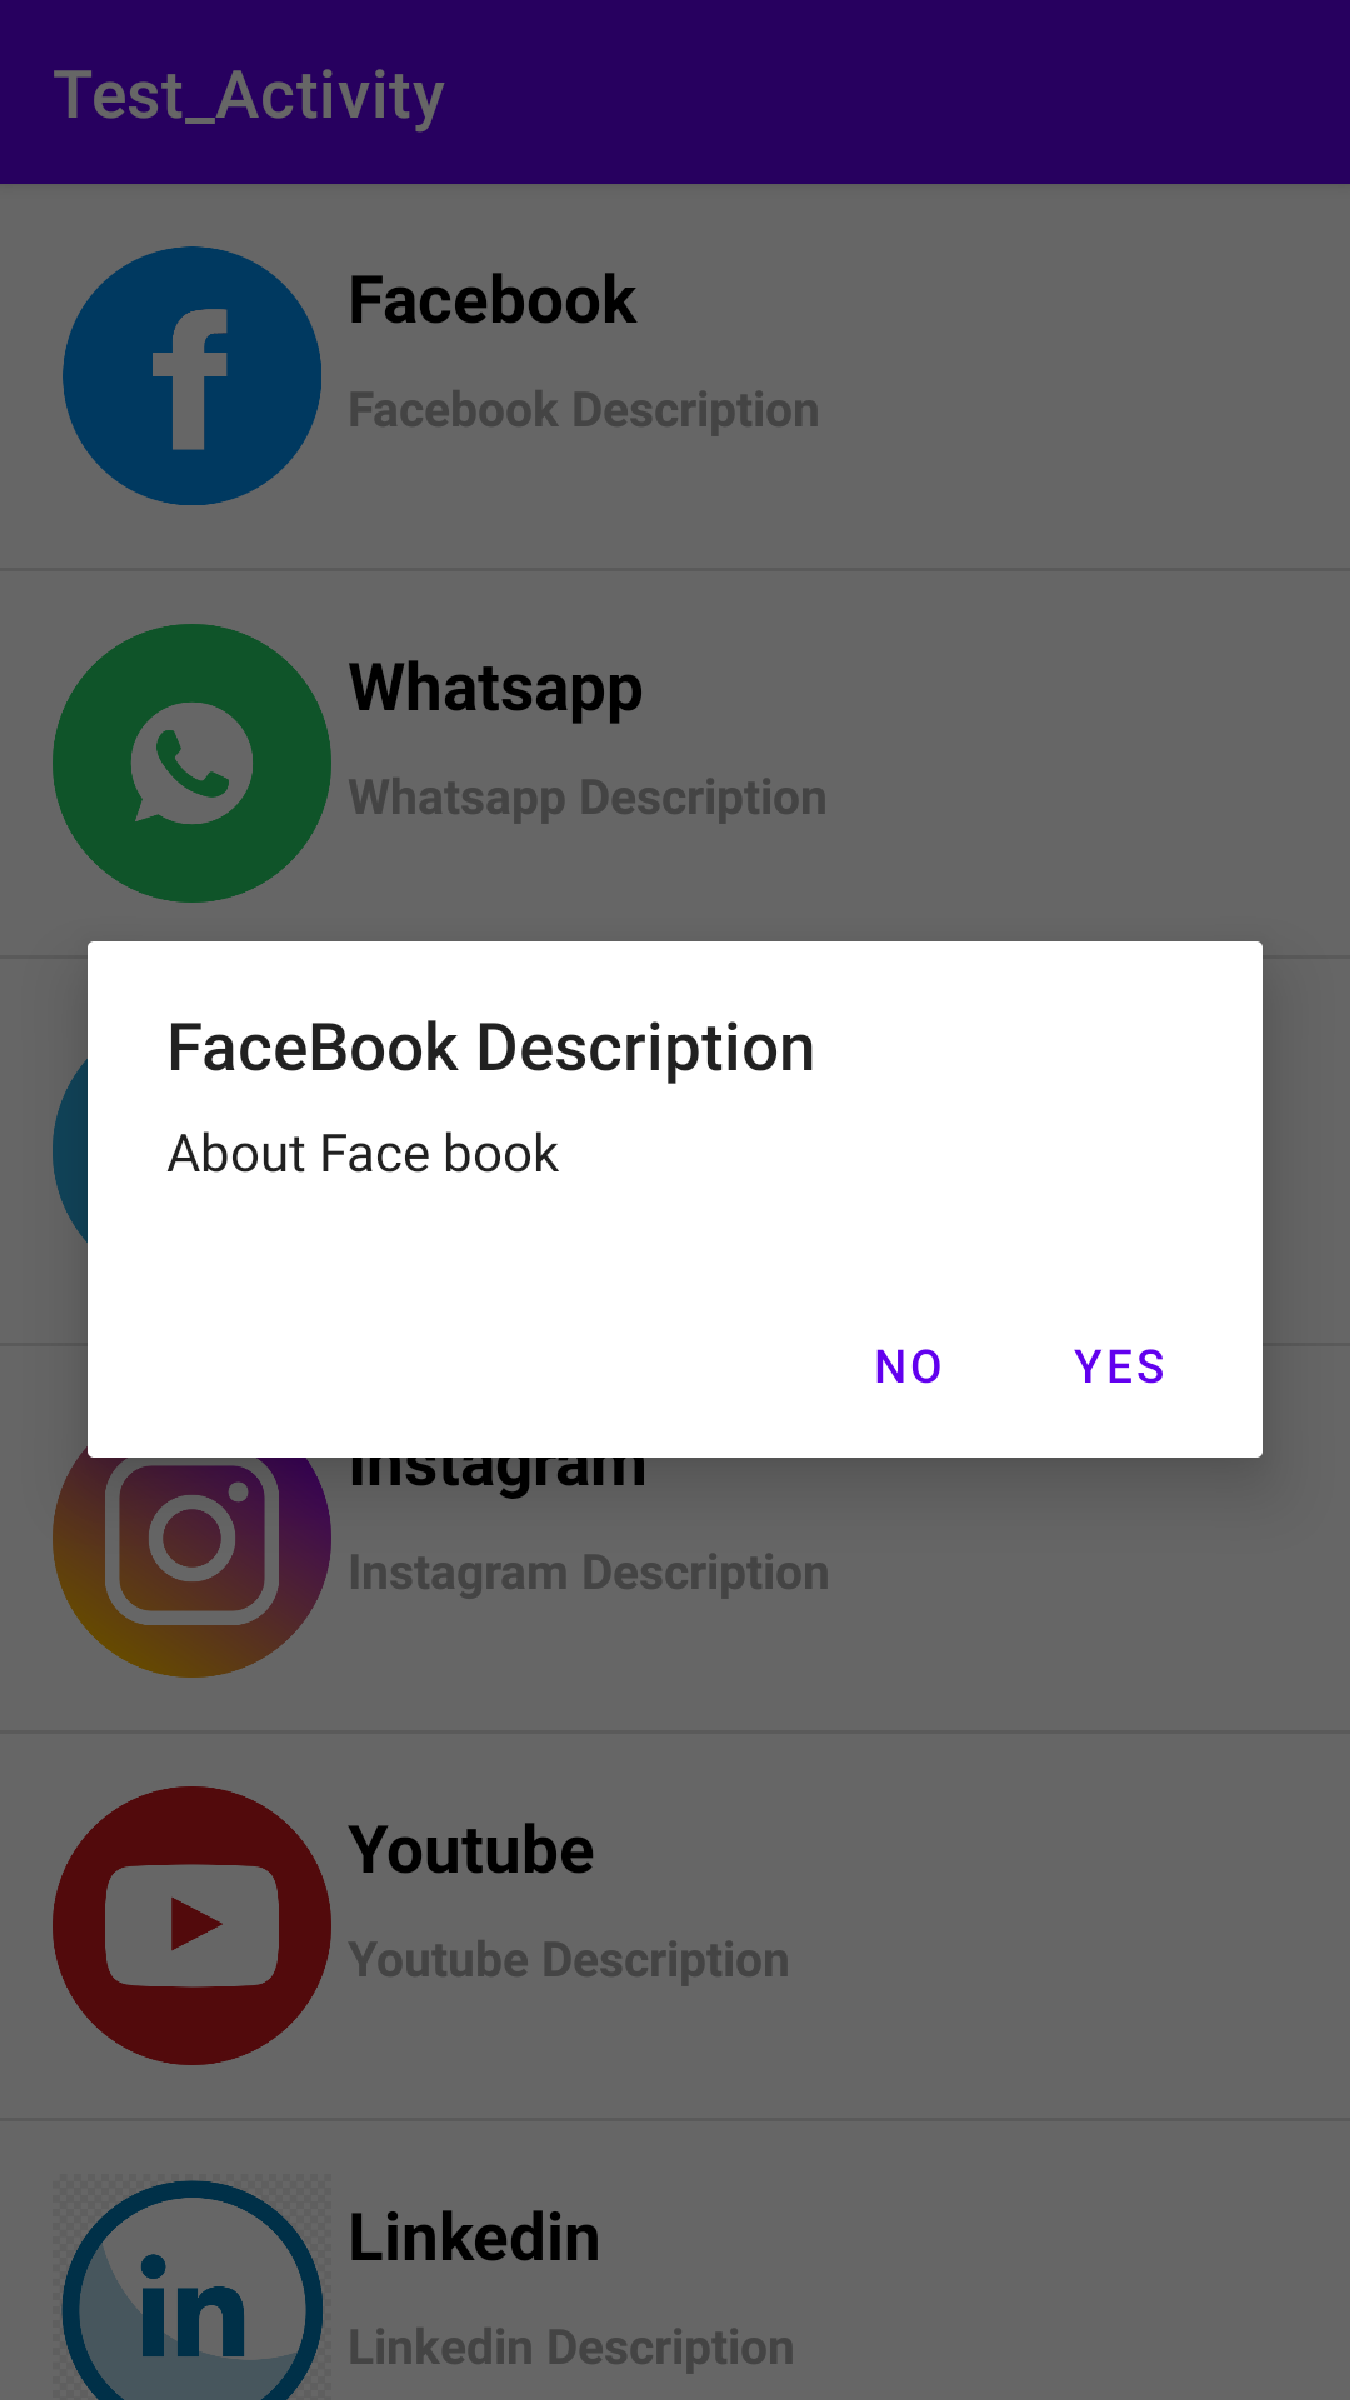 Test_Activity
Facebook
Facebook Description
Whatsapp
Whatsapp Description
FaceBook Description
About Face book
NO YES
Instagram
Instagram Description
Youtube
Youtube Description
in
Linkedin
Linkedin Description